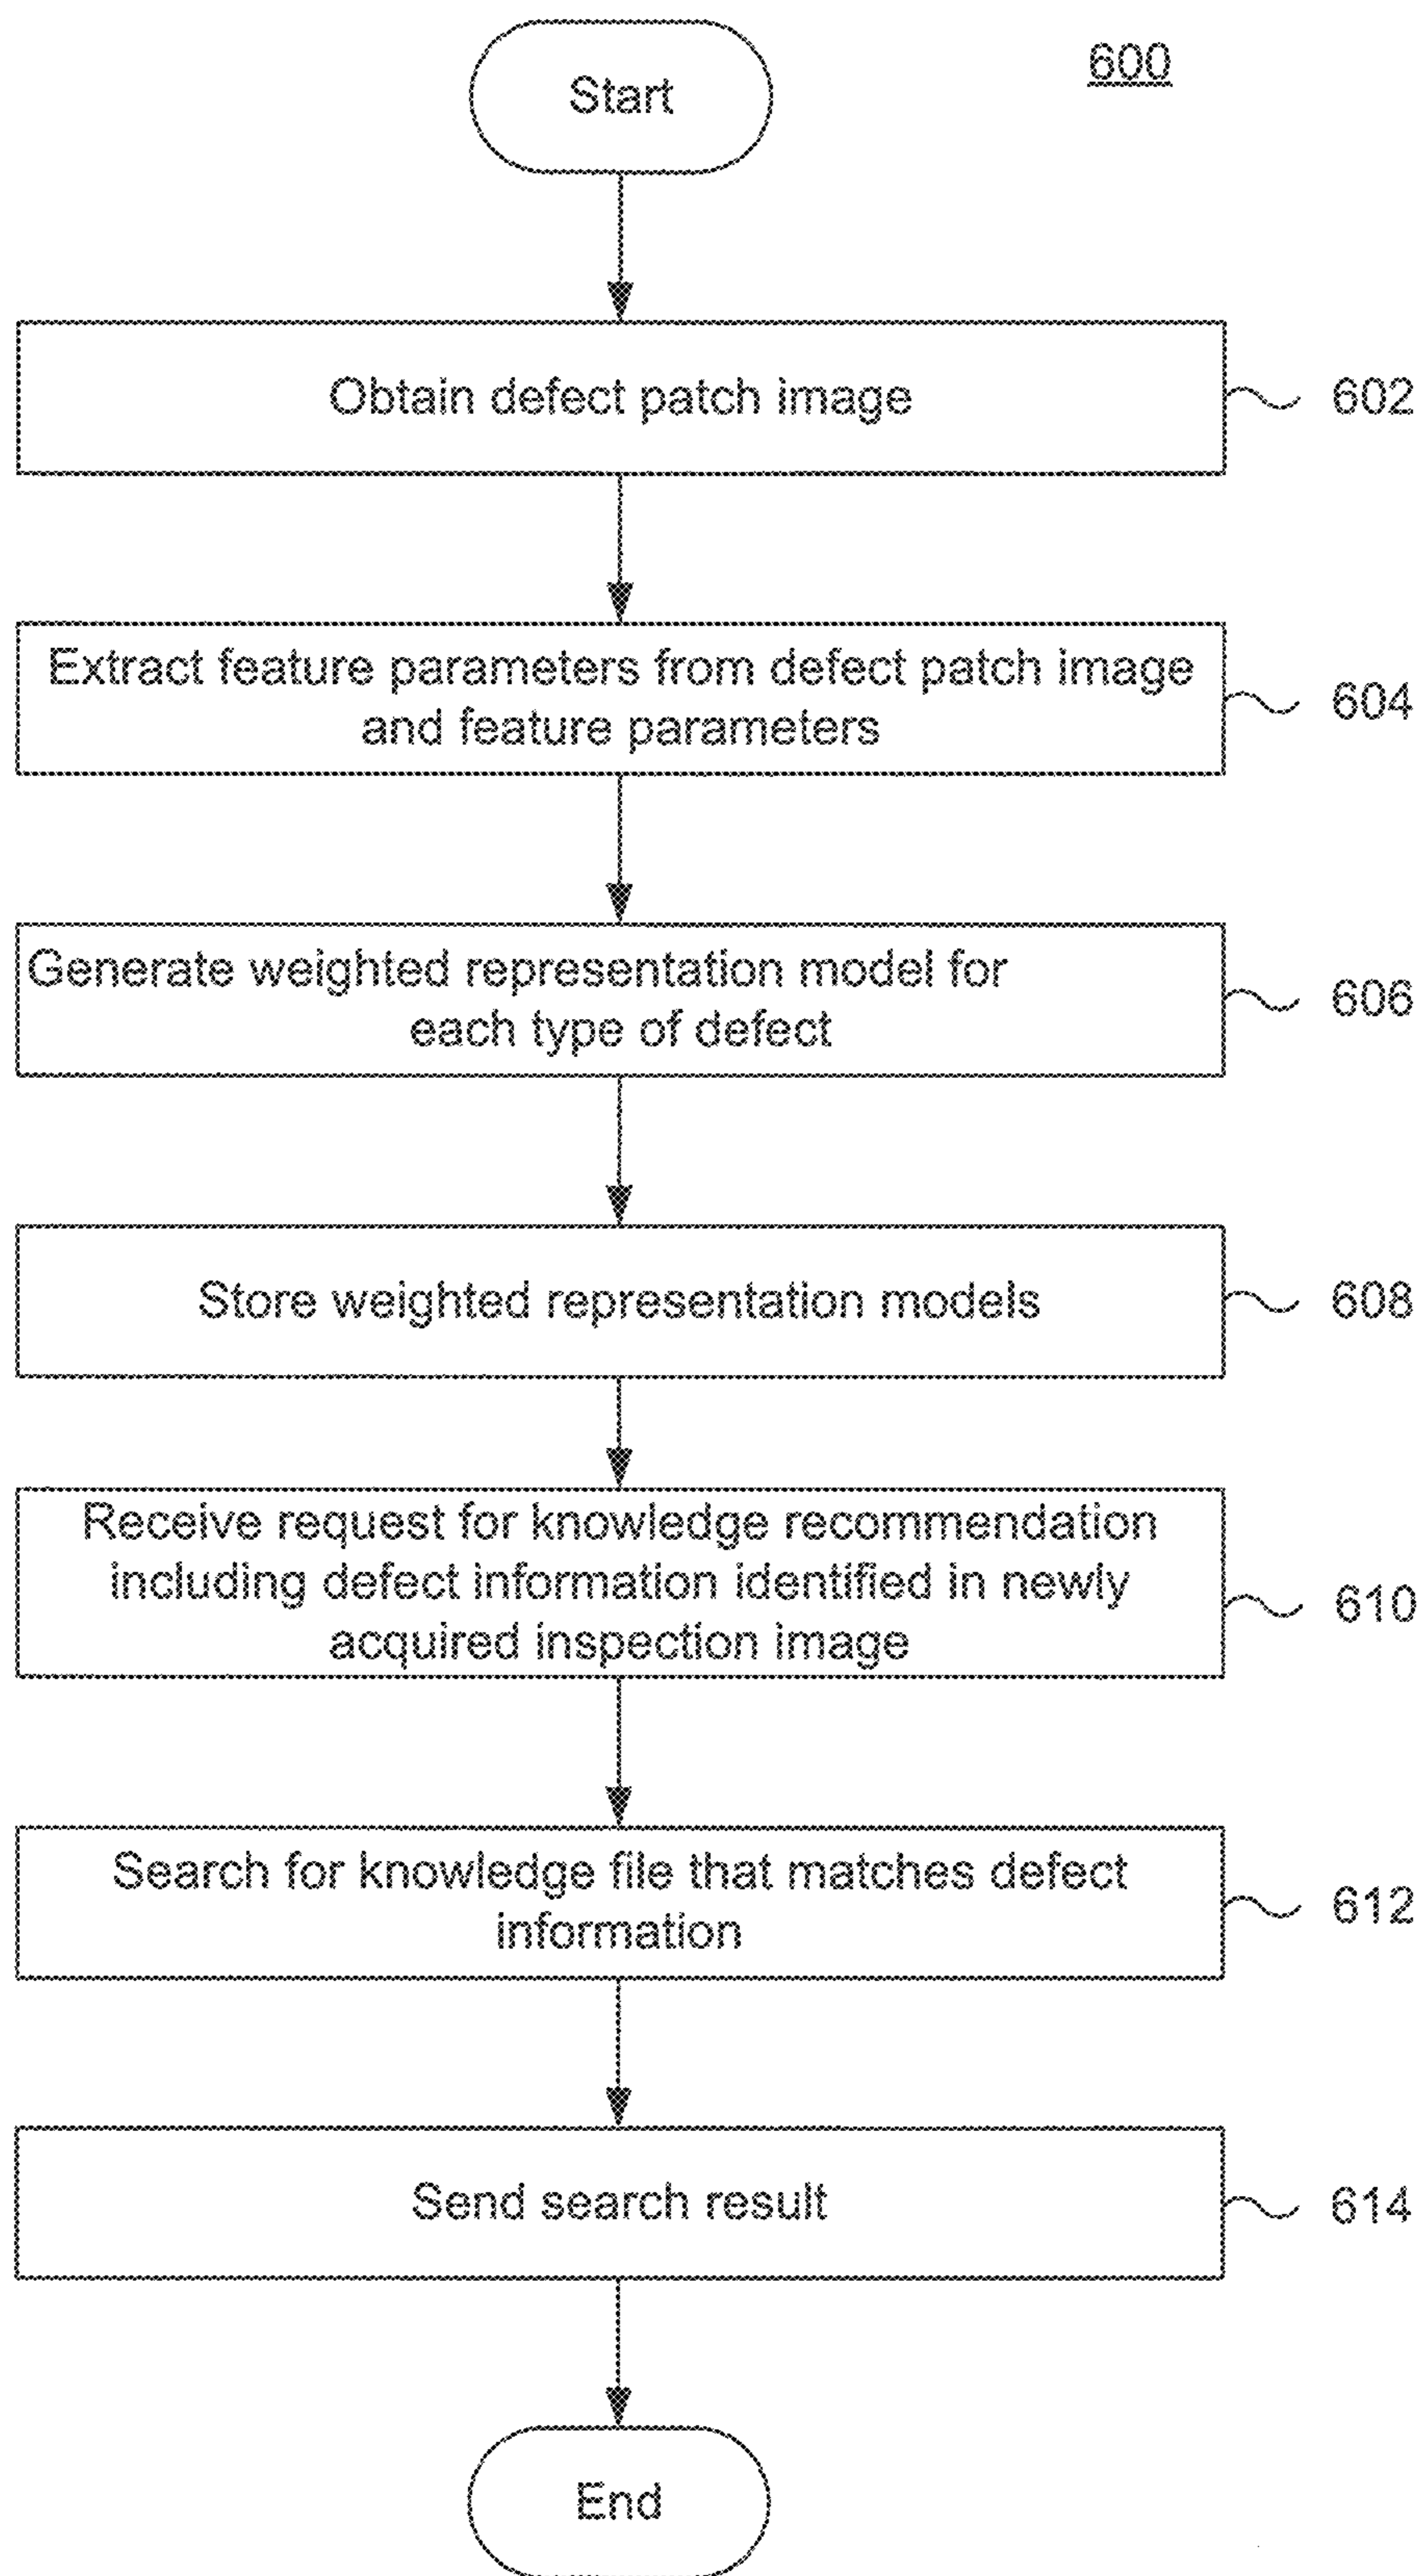 600
Start
Obtain defect patch image
602
Extract feature parameters from defect patch image
and feature parameters
604
Generate weighted representation model for
each type of defect
606
Store weighted representation models
608
Receive request for knowledge recommendation
including defect information identified in newly
acquired inspection image
610
Search for knowledge file that matches defect
information
612
Send search result
614
End